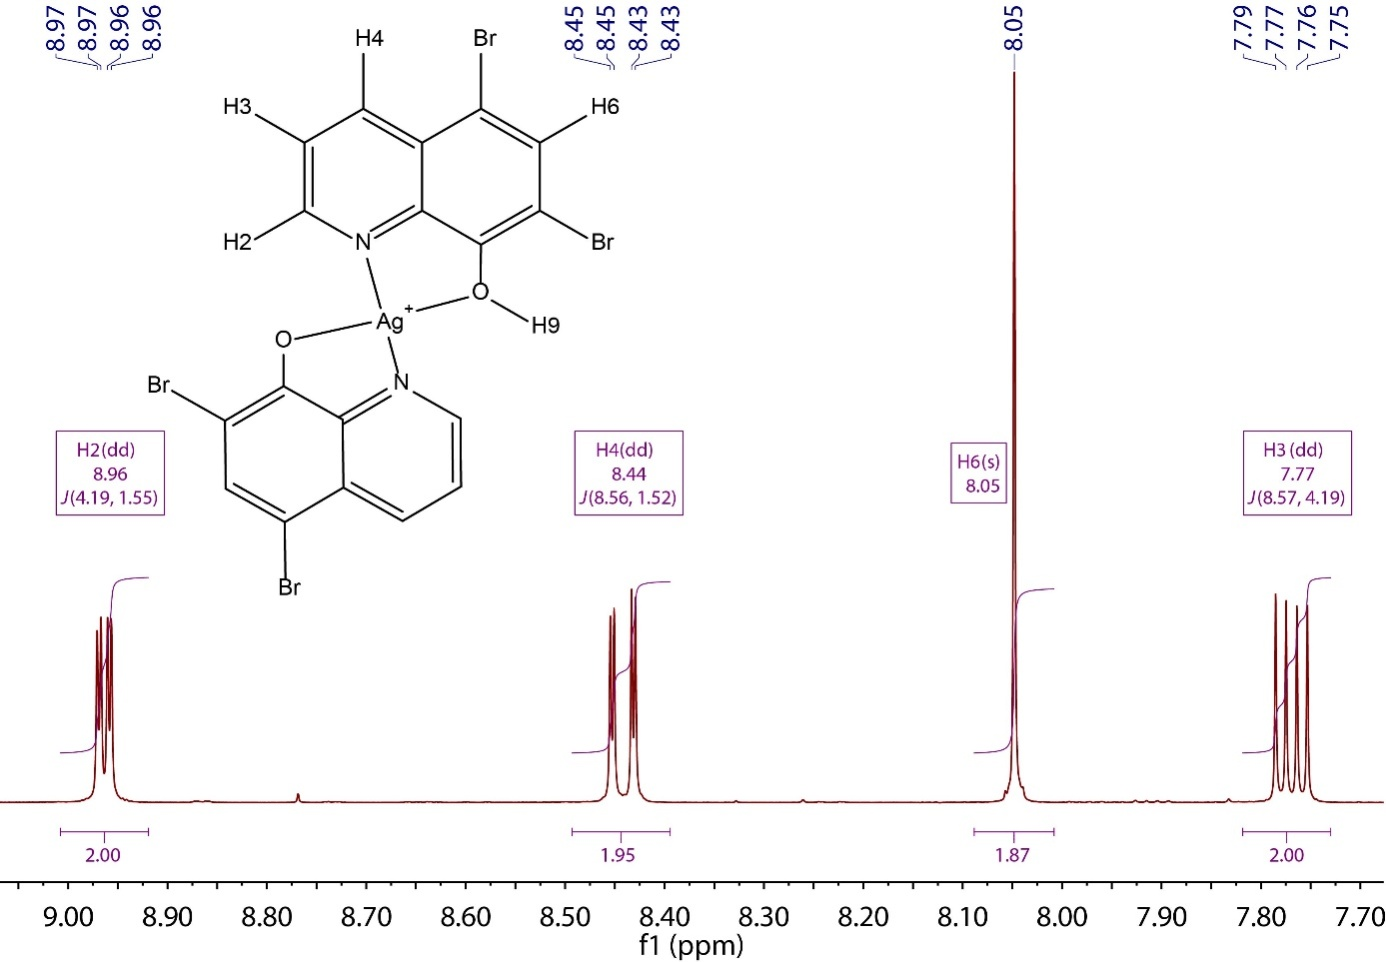 8.97
8.97
8.96
8.96
8.45
8.45
8.43
8.43
8.05
7.79
7.77
7.76
7.75
H4
Br
H3
H6
H2
N
Br
O
Ag+
H9
O
N
Br
Br
H2(dd)
8.96
J(4.19, 1.55)
H4(dd)
8.44
J(8.56, 1.52)
H6(s)
8.05
H3 (dd)
7.77
J(8.57, 4.19)
2.00
1.95
1.87
2.00
9.00
8.90
8.80
8.70
8.60
8.50
8.40
8.30
8.20
8.10
8.00
7.90
7.80
7.70
f1 (ppm)